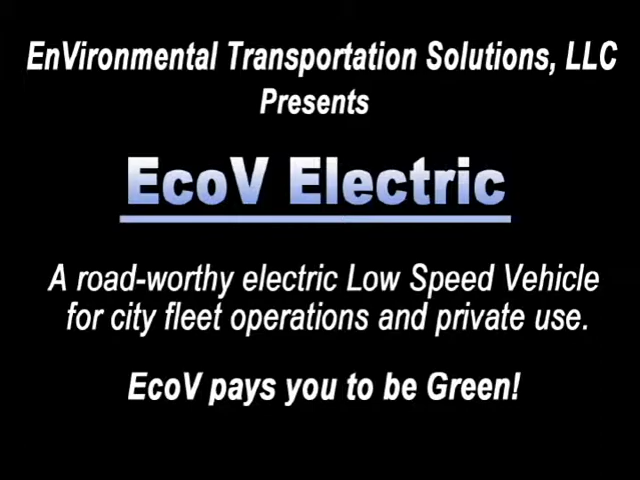 EnVironmental Transportation Solutions, LLC
Presents
EcoV Electric
A road-worthy electric Low Speed Vehicle
for city fleet operations and private use.
EcoV pays you to be Green!